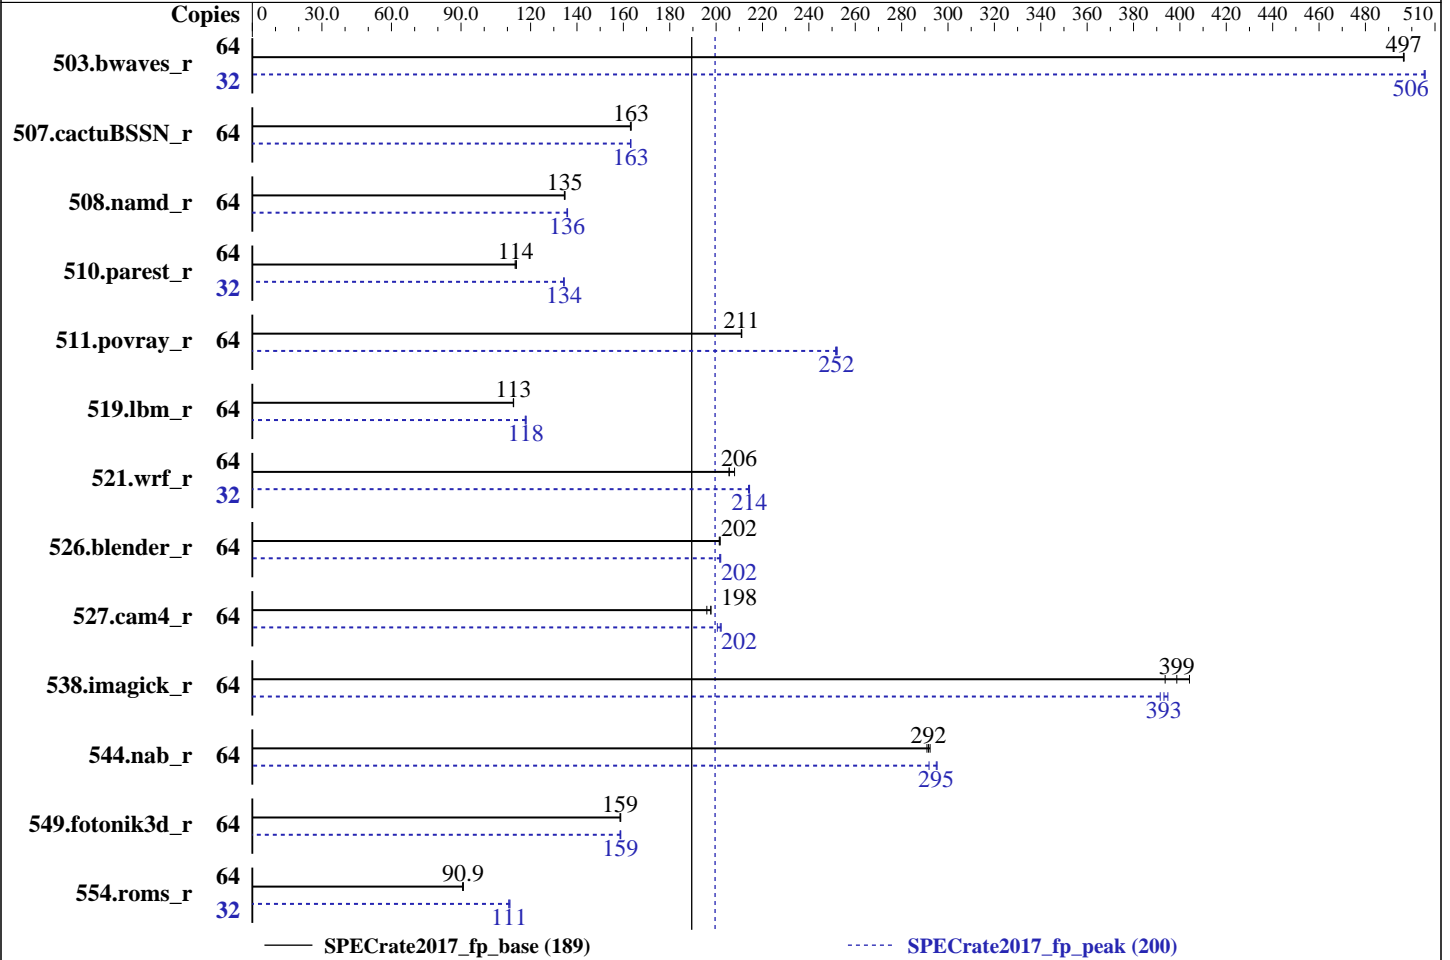 Copies 0 30.0 60.0 90.0 120 140 160 180 200 220 240 260 280 300 320 340 360 380 400 420 440 460 480 510
503.bwaves_r 64 497
32 506
507.cactuBSSN_r 64 163
163
508.namd_r 64 135
136
510.parest_r 64 114
32 134
511.povray_r 64 211
252
519.lbm_r 64 113
118
521.wrf_r 64 206
32 214
526.blender_r 64 202
202
527.cam4_r 64 198
202
538.imagick_r 64 399
393
544.nab_r 64 292
295
549.fotonik3d_r 64 159
159
554.roms_r 64 90.9
32 111
SPECrate2017_fp_base (189) SPECrate2017_fp_peak (200)